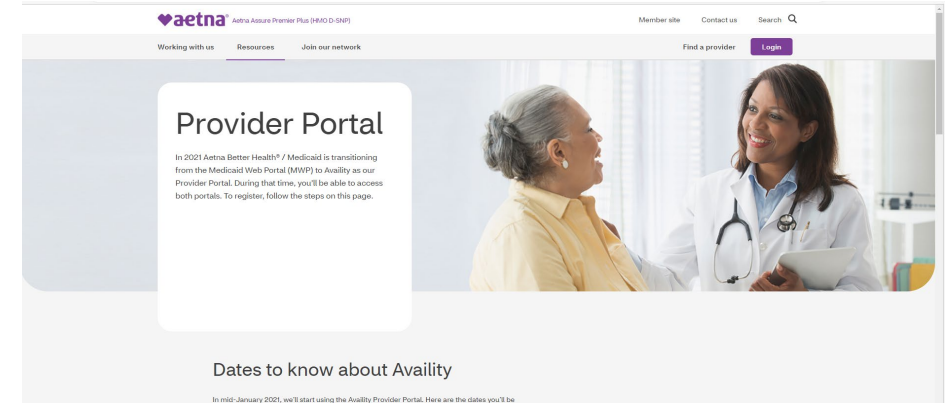 aetna® Aetna Assure Premier Plus (HMO D-SNP)
Member site Contact us Search
Working with us Resources Join our network Find a provider Login
Provider Portal
In 2021 Aetna Better Health® / Medicaid is transitioning
from the Medicaid Web Portal (MWP) to Availity as our
Provider Portal. During that time, you'll be able to access
both portals. To register, follow the steps on this page.
Dates to know about Availity
In mid-January 2021, we'll start using the Availity Provider Portal. Here are the dates you'll be